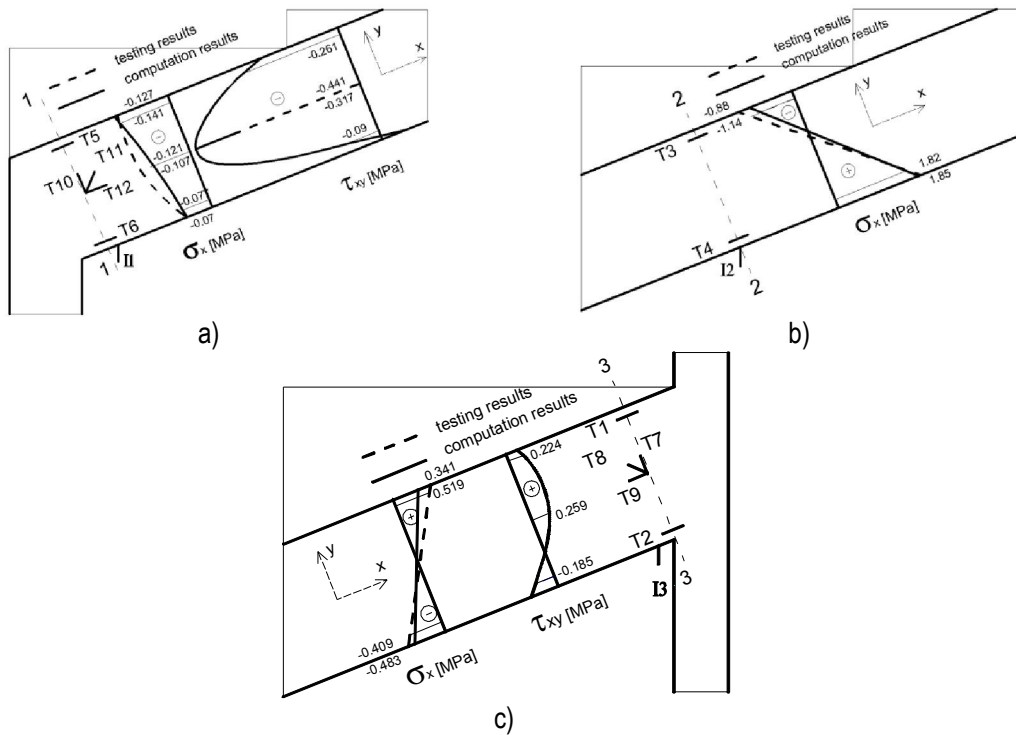 testing results
computation results
1
-0.127
-0.141
-0.121
-0.107
-0.077
-0.07
T5
T11
T10
T12
T6
I1
1
σx [MPa]
-0.261
-0.441
-0.317
-0.09
τxy [MPa]
y
x
a)
testing results
computation results
2
-0.88
-1.14
T3
T4
I2
2
1.82
1.85
σx [MPa]
y
x
b)
testing results
computation results
3
0.341
0.519
-0.409
-0.483
σx [MPa]
y
x
0.224
0.259
-0.185
τxy [MPa]
T1
T7
T8
T9
T2
I3
3
c)